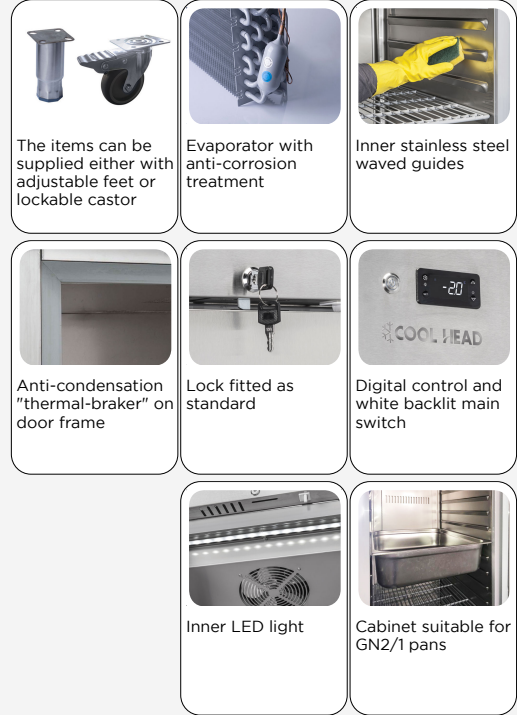 The items can be
supplied either with
adjustable feet or
lockable castor
Evaporator with
anti-corrosion
treatment
Inner stainless steel
waved guides
Anti-condensation
"thermal-braker" on
door frame
Lock fitted as
standard
-20
COOL HEAD
Digital control and
white backlit main
switch
Inner LED light
Cabinet suitable for
GN2/1 pans